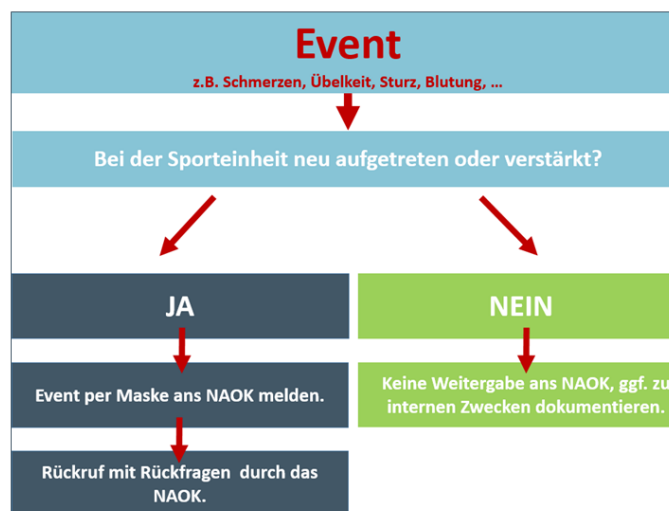 Event
z.B. Schmerzen, Übelkeit, Sturz, Blutung, ...
Bei der Sporteinheit neu aufgetreten oder verstärkt?
JA
NEIN
Event per Maske ans NAOK melden.
Keine Weitergabe ans NAOK, ggf. zu
internen Zwecken dokumentieren.
Rückruf mit Rückfragen durch das
NAOK.